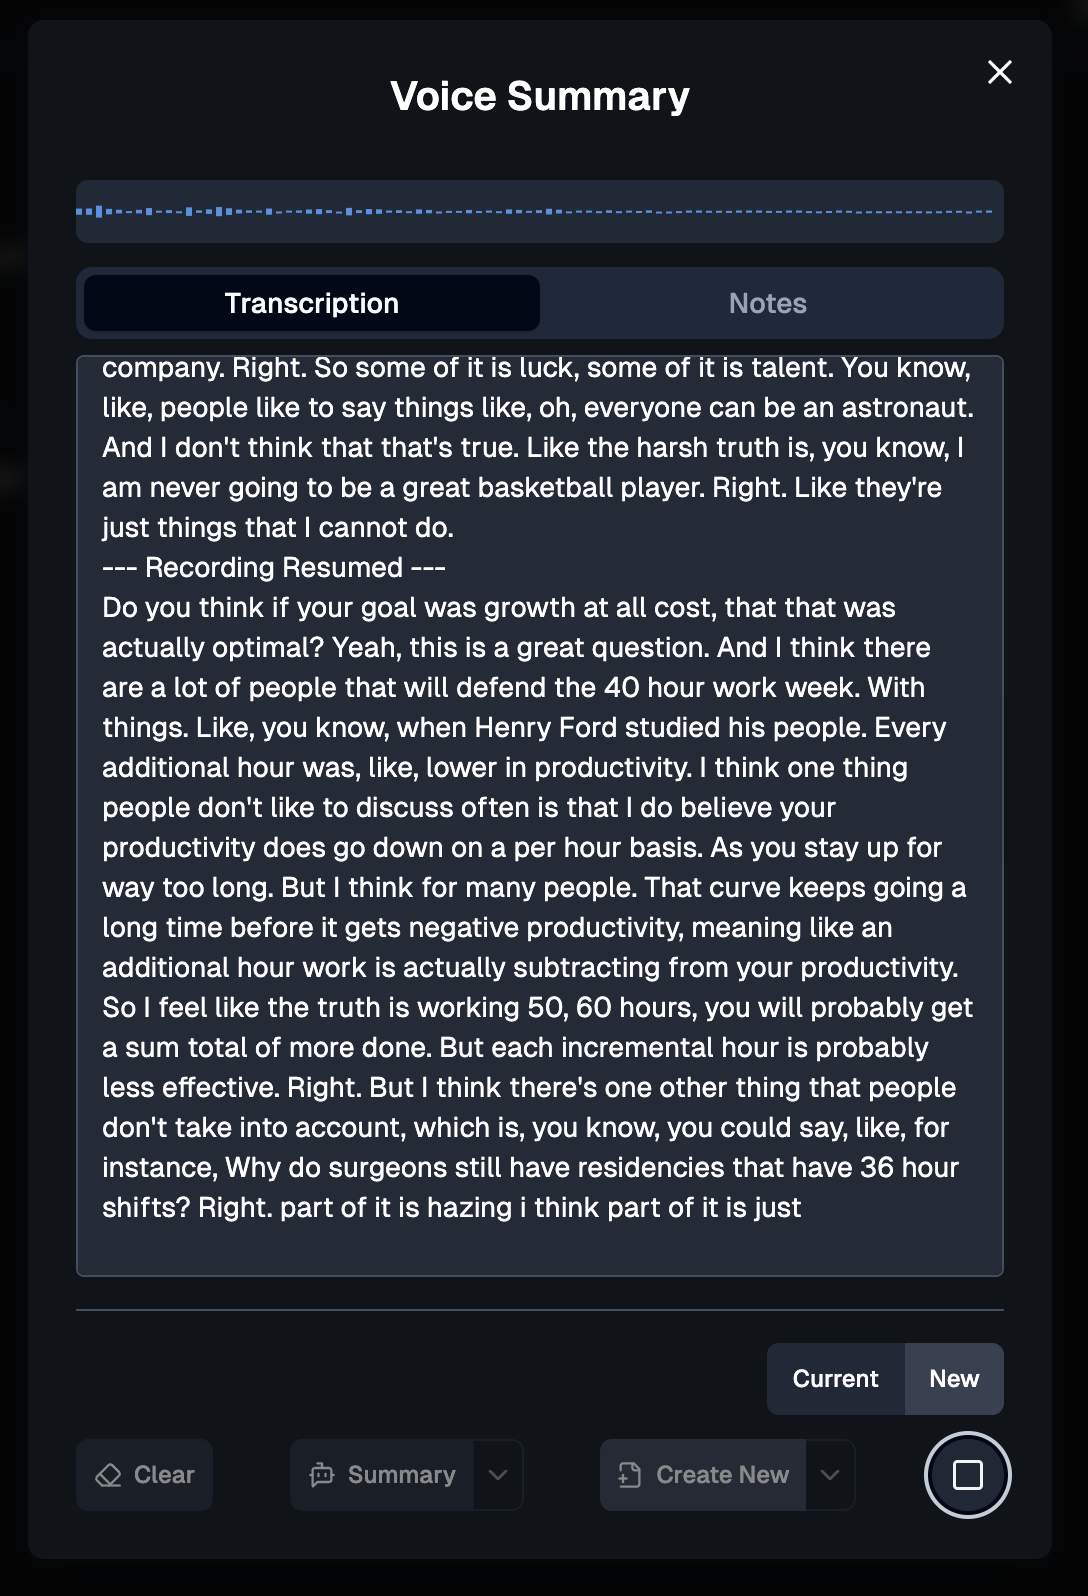 Voice Summary
Transcription
Notes
company. Right. So some of it is luck, some of it is talent. You know,
like, people like to say things like, oh, everyone can be an astronaut.
And I don't think that that's true. Like the harsh truth is, you know, I
am never going to be a great basketball player. Right. Like they're
just things that I cannot do.
--- Recording Resumed ---
Do you think if your goal was growth at all cost, that that was
actually optimal? Yeah, this is a great question. And I think there
are a lot of people that will defend the 40 hour work week. With
things. Like, you know, when Henry Ford studied his people. Every
additional hour was, like, lower in productivity. I think one thing
people don't like to discuss often is that I do believe your
productivity does go down on a per hour basis. As you stay up for
way too long. But I think for many people. That curve keeps going a
long time before it gets negative productivity, meaning like an
additional hour work is actually subtracting from your productivity.
So I feel like the truth is working 50, 60 hours, you will probably get
a sum total of more done. But each incremental hour is probably
less effective. Right. But I think there's one other thing that people
don't take into account, which is, you know, you could say, like, for
instance, Why do surgeons still have residencies that have 36 hour
shifts? Right. part of it is hazing i think part of it is just
Current
New
Clear
Summary
Create New